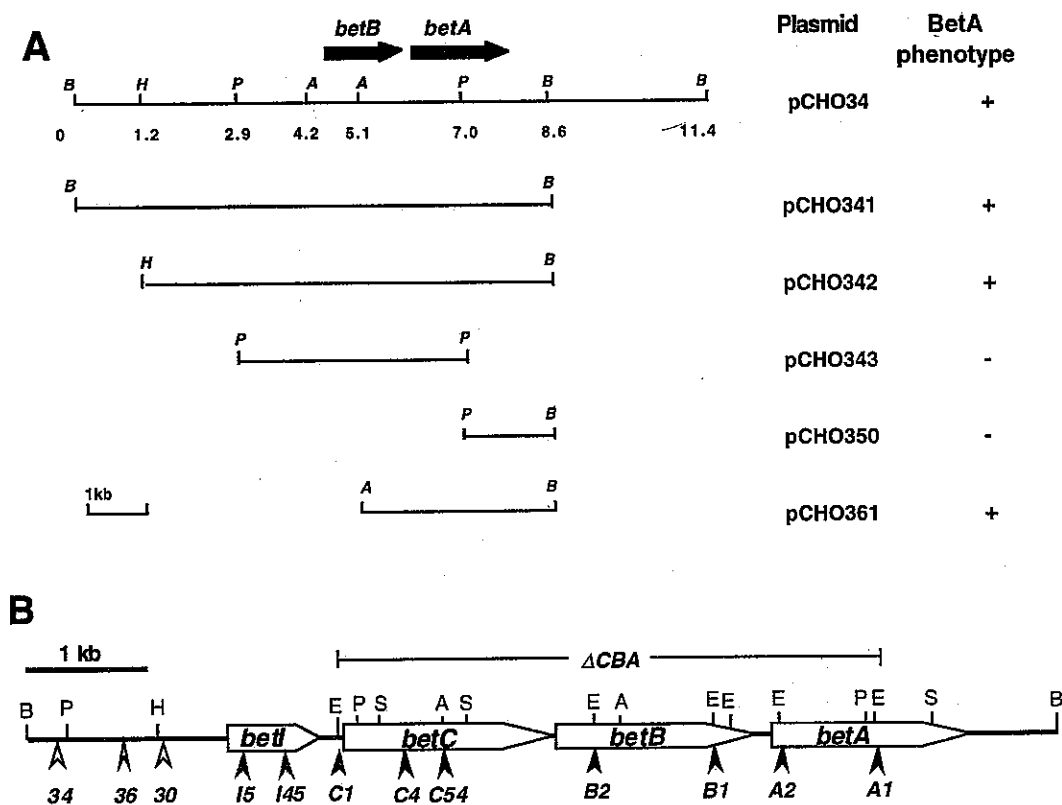 A
betB betA
Plasmid
BetA
phenotype
B H P A A P B B
pCHO34 +
0 1.2 2.9 4.2 5.1 7.0 8.6 11.4
B B
pCHO341 +
H B
pCHO342 +
P P
pCHO343 -
P B
pCHO350 -
1kb
A B
pCHO361 +
B
1 kb
ΔCBA
B P H E P S A S E A E E E P E S B
betI betC betB betA
34 36 30 I5 I45 C1 C4 C54 B2 B1 A2 A1